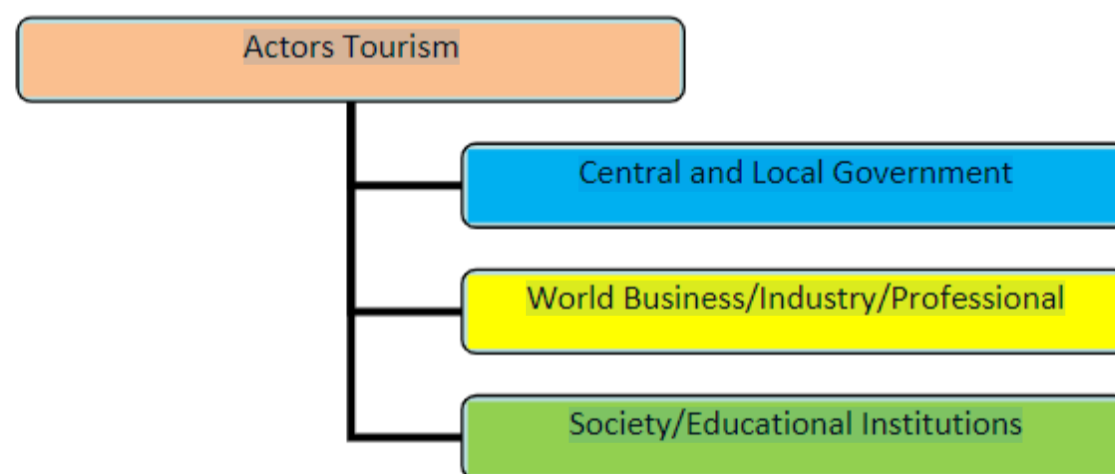 Actors Tourism
Central and Local Government
World Business/Industry/Professional
Society/Educational Institutions